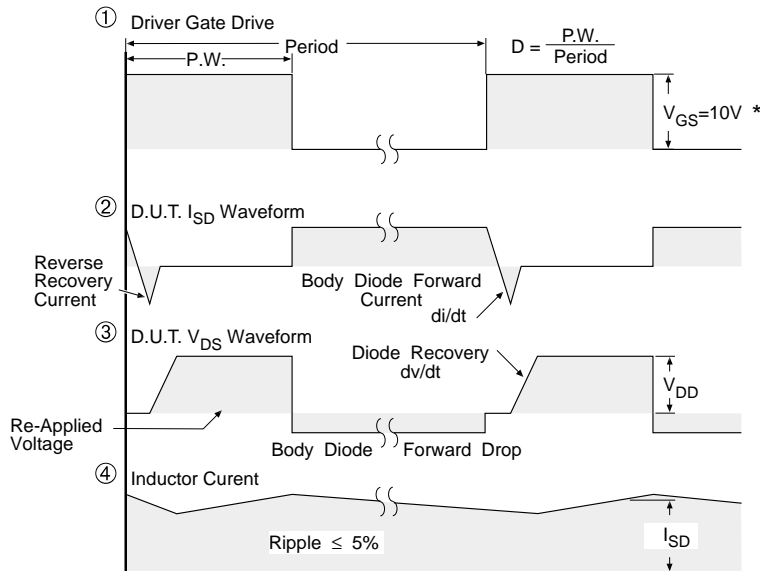 ① Driver Gate Drive
Period
P.W.
D = P.W.
Period
V_GS=10V *
② D.U.T. I_SD Waveform
Reverse
Recovery
Current
Body Diode Forward
Current
di/dt
③ D.U.T. V_DS Waveform
Diode Recovery
dv/dt
V_DD
Re-Applied
Voltage
Body Diode Forward Drop
④ Inductor Curent
Ripple ≤ 5%
I_SD